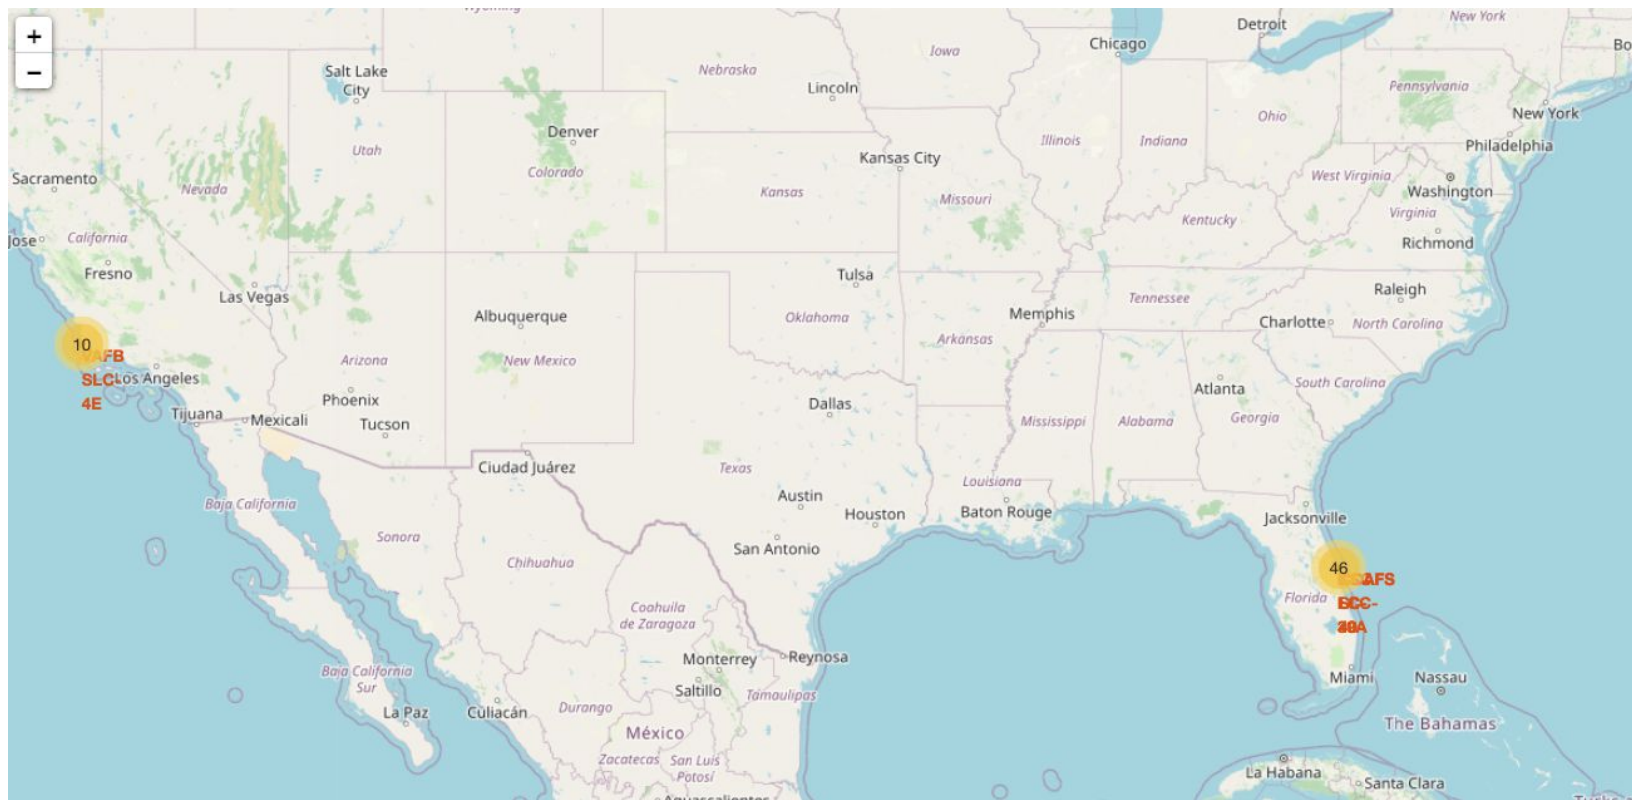 +
−
Wyoming
Detroit
New York
Chicago
Iowa
Salt Lake
City
Nebraska
Lincoln
Pennsylvania
New York
Ohio
Denver
Illinois
Indiana
Philadelphia
Utah
Kansas City
Colorado
West Virginia
Sacramento
Nevada
Kansas
Missouri
Washington
Kentucky
Virginia
Jose
California
Richmond
Fresno
Tulsa
Las Vegas
Raleigh
Tennessee
Albuquerque
Oklahoma
Memphis
Charlotte
North Carolina
10
Arkansas
VAFB
Arizona
New Mexico
SLC-
Los Angeles
4E
South Carolina
Atlanta
Phoenix
Dallas
Tijuana
Mexicali
Tucson
Mississippi
Alabama
Georgia
Ciudad Juárez
Texas
Louisiana
Baja California
Austin
Houston
Baton Rouge
Jacksonville
Sonora
San Antonio
Chihuahua
46
Florida
Coahuila
de Zaragoza
Monterrey
Reynosa
Baja California
Sur
Saltillo
Tamaulipas
Miami
Nassau
La Paz
Culiacán
Durango
México
The Bahamas
Zacatecas
San Luis
Potosí
La Habana
Santa Clara
Aguascalientes